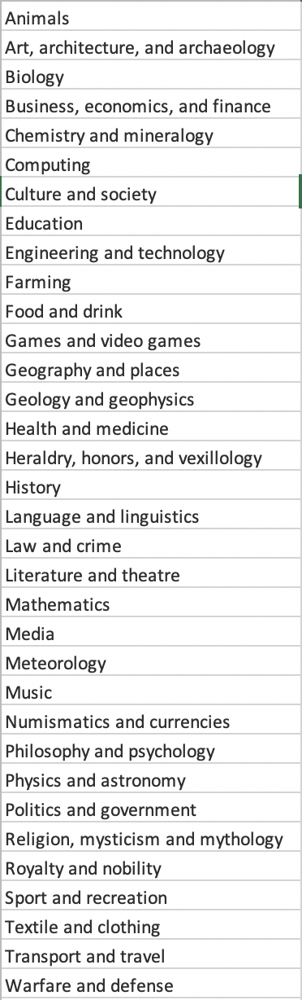 Animals
Art, architecture, and archaeology
Biology
Business, economics, and finance
Chemistry and mineralogy
Computing
Culture and society
Education
Engineering and technology
Farming
Food and drink
Games and video games
Geography and places
Geology and geophysics
Health and medicine
Heraldry, honors, and vexillology
History
Language and linguistics
Law and crime
Literature and theatre
Mathematics
Media
Meteorology
Music
Numismatics and currencies
Philosophy and psychology
Physics and astronomy
Politics and government
Religion, mysticism and mythology
Royalty and nobility
Sport and recreation
Textile and clothing
Transport and travel
Warfare and defense